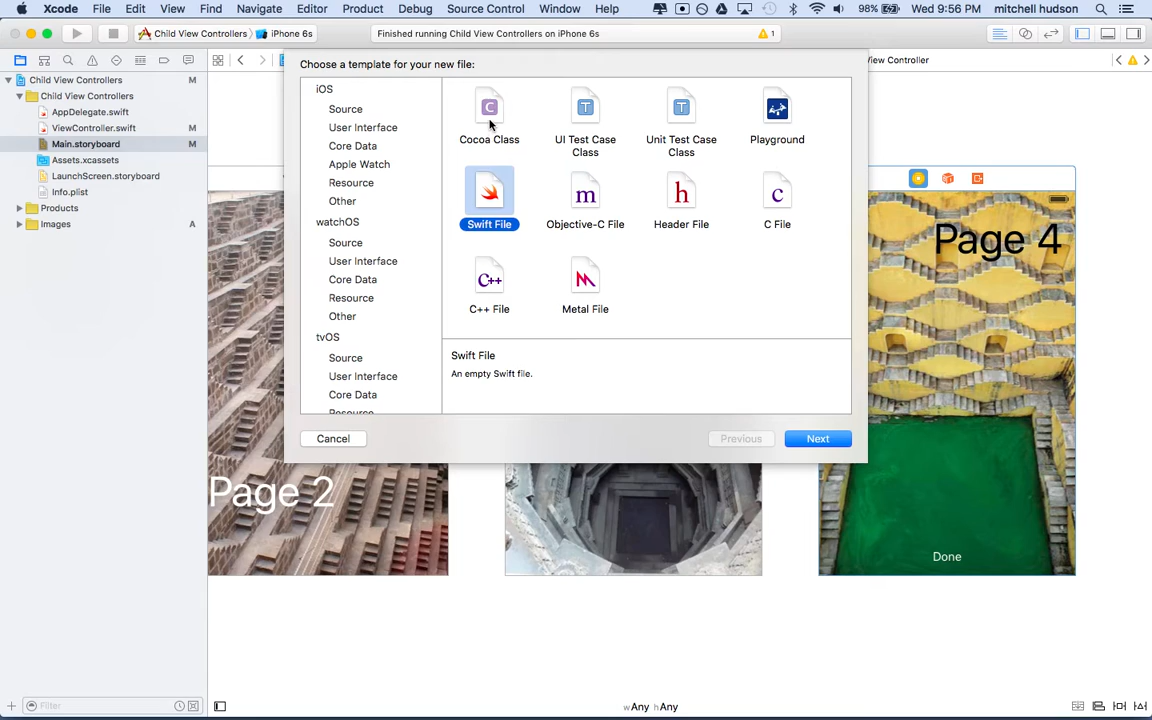 Xcode File Edit View Find Navigate Editor Product Debug Source Control Window Help 98% Wed 9:56 PM mitchell hudson
Child View Controllers iPhone 6s
Finished running Child View Controllers on iPhone 6s
1
Choose a template for your new file:
View Controller
Child View Controllers M
Child View Controllers
AppDelegate.swift
ViewController.swift M
Main.storyboard M
Assets.xcassets
LaunchScreen.storyboard
Info.plist
Products
Images A
iOS
Source
User Interface
Core Data
Apple Watch
Resource
Other
watchOS
Source
User Interface
Core Data
Resource
Other
tvOS
Source
User Interface
Core Data
Resource
C
Cocoa Class
T
UI Test Case Class
T
Unit Test Case Class
Playground
Swift File
m
Objective-C File
h
Header File
c
C File
C++
C++ File
Metal File
Swift File
An empty Swift file.
Cancel
Previous
Next
Page 2
Page 4
Done
Filter
wAny hAny